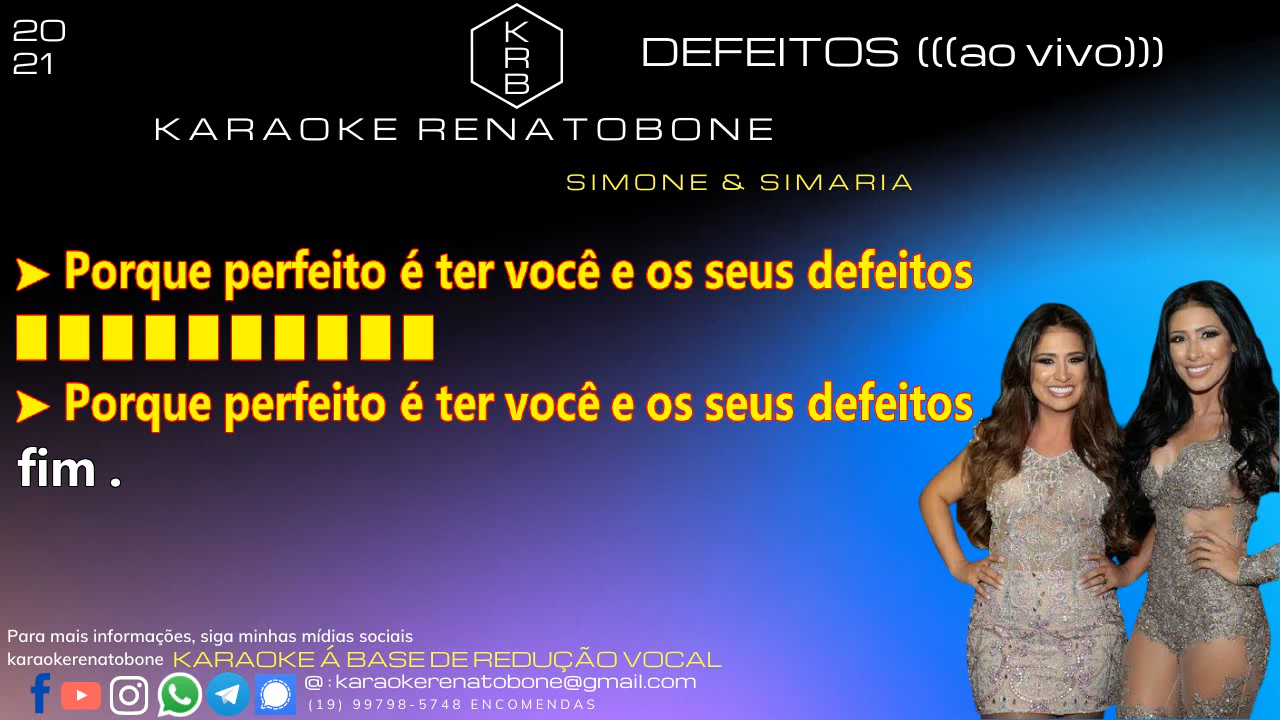 20
21
K
R
B
DEFEITOS (((ao vivo)))
KARAOKE RENATOBONE
SIMONE & SIMARIA
➤ Porque perfeito é ter você e os seus defeitos
➤ Porque perfeito é ter você e os seus defeitos
fim .
Para mais informações, siga minhas mídias sociais
karaokerenatobone KARAOKE Á BASE DE REDUÇÃO VOCAL
@ : karaokerenatobone@gmail.com
(19) 99798-5748 ENCOMENDAS